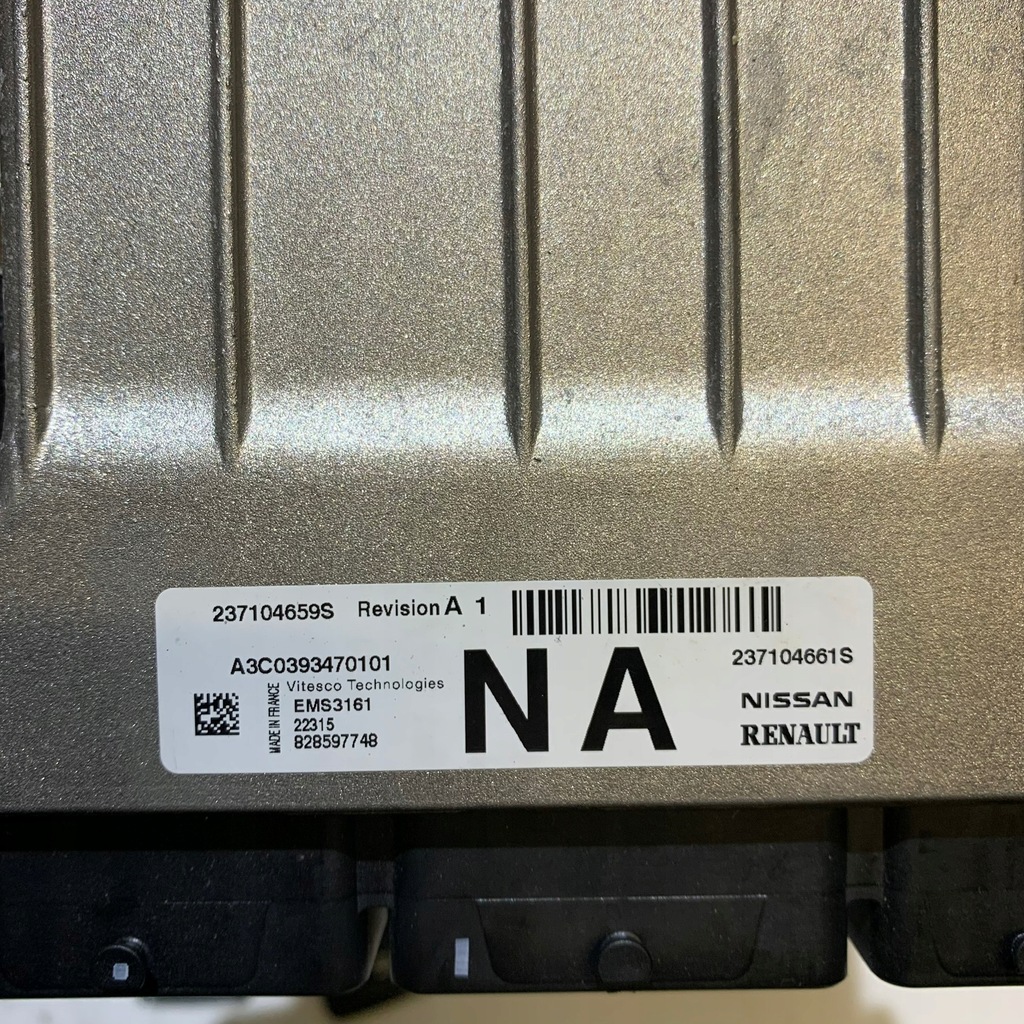 237104659S Revision A 1
A3C0393470101
237104661S
MADE IN FRANCE
Vitesco Technologies
EMS3161
22315
828597748
NA
NISSAN
RENAULT